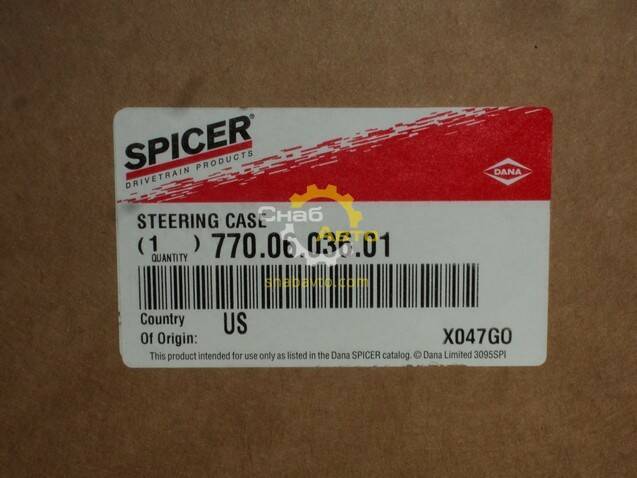 SPICER®
DRIVETRAIN PRODUCTS
DANA
STEERING CASE
( 1 ) 770.06.036.01
QUANTITY
Снаб
Авто
snabavto.com
Country
Of Origin: US
X047GO
This product intended for use only as listed in the Dana SPICER catalog. © Dana Limited 3095SPI